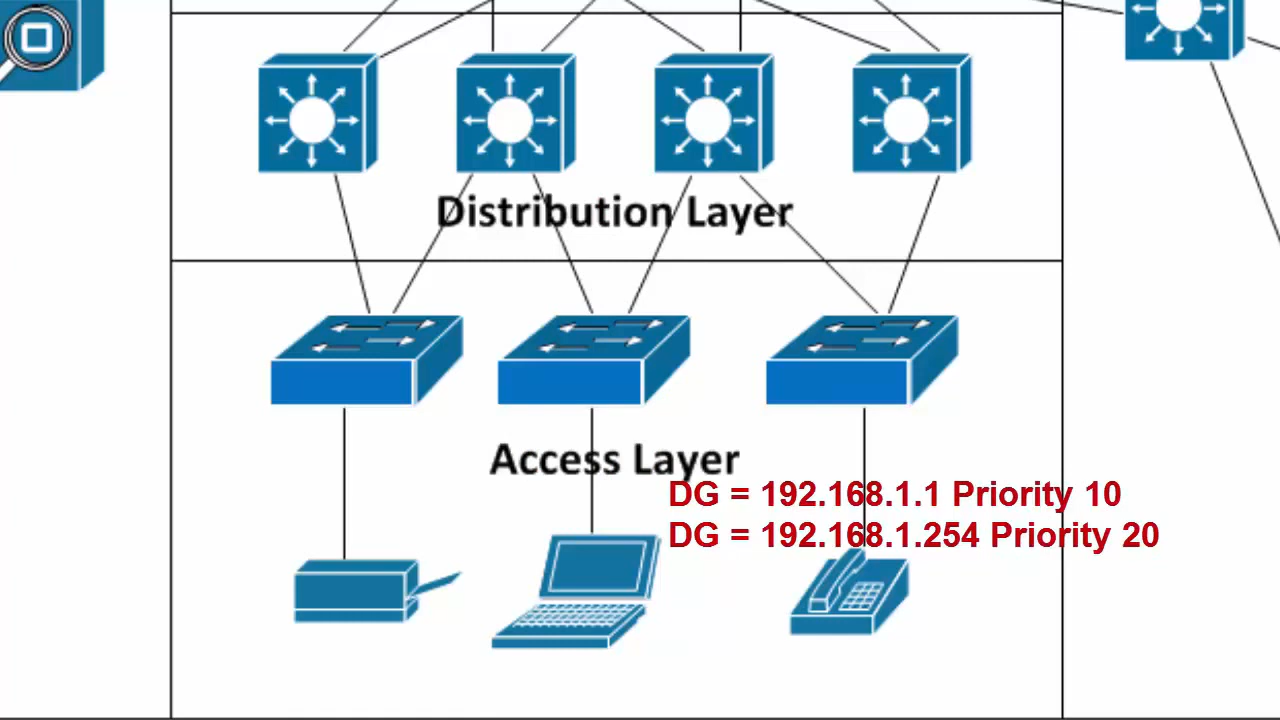 Distribution Layer
Access Layer
DG = 192.168.1.1 Priority 10
DG = 192.168.1.254 Priority 20